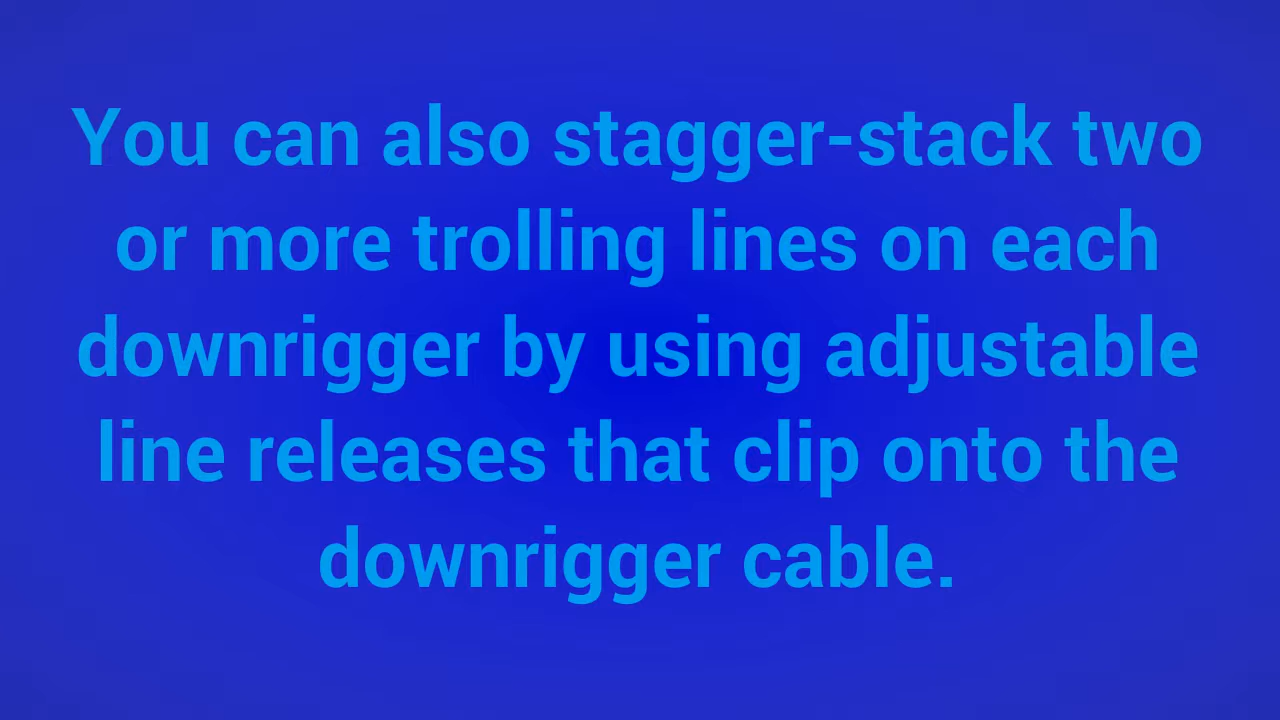 You can also stagger-stack two
or more trolling lines on each
downrigger by using adjustable
line releases that clip onto the
downrigger cable.